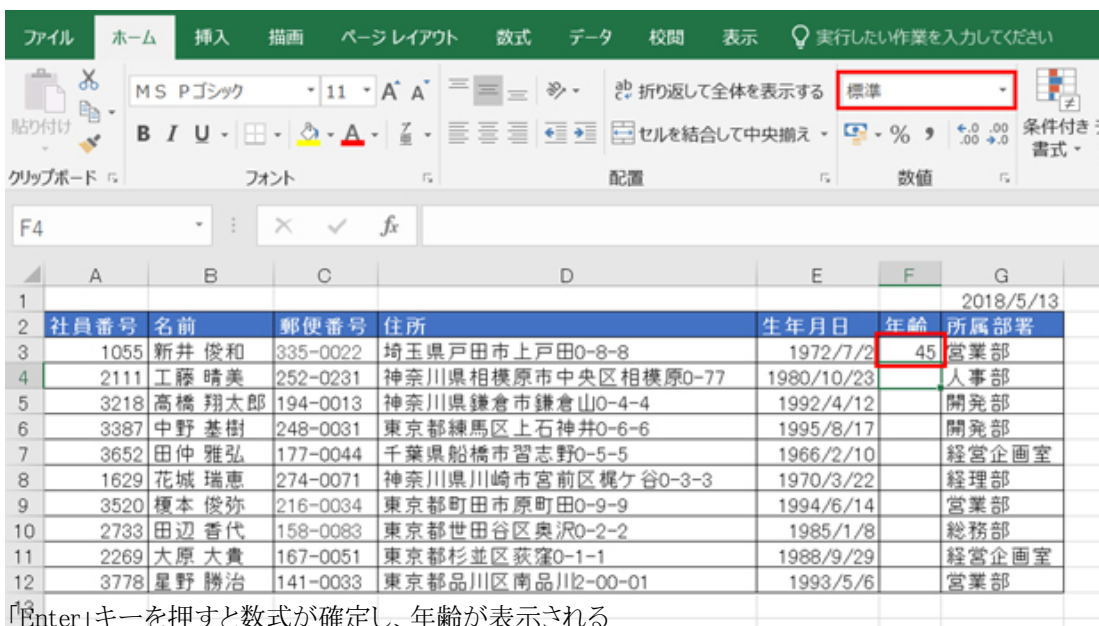 ファイル ホーム 挿入 描画 ページ レイアウト 数式 データ 校閲 表示 実行したい作業を入力してください
貼り付け MS Pゴシック 11 A A 折り返して全体を表示する 標準
B I U A セルを結合して中央揃え % 条件付き
書式
クリップボード フォント 配置 数値
F4 fx
A B C D E F G
1 2018/5/13
2 社員番号 名前 郵便番号 住所 生年月日 年齢 所属部署
3 1055 新井 俊和 335-0022 埼玉県戸田市上戸田0-8-8 1972/7/2 45 営業部
4 2111 工藤 晴美 252-0231 神奈川県相模原市中央区相模原0-77 1980/10/23 人事部
5 3218 高橋 翔太郎 194-0013 神奈川県鎌倉市鎌倉山0-4-4 1992/4/12 開発部
6 3387 中野 基樹 248-0031 東京都練馬区上石神井0-6-6 1995/8/17 開発部
7 3652 田仲 雅弘 177-0044 千葉県船橋市習志野0-5-5 1966/2/10 経営企画室
8 1629 花城 瑞恵 274-0071 神奈川県川崎市宮前区梶ケ谷0-3-3 1970/3/22 経理部
9 3520 榎本 俊弥 216-0034 東京都町田市原町田0-9-9 1994/6/14 営業部
10 2733 田辺 香代 158-0083 東京都世田谷区奥沢0-2-2 1985/1/8 総務部
11 2269 大原 大貴 167-0051 東京都杉並区荻窪0-1-1 1988/9/29 経営企画室
12 3778 星野 勝治 141-0033 東京都品川区南品川2-00-01 1993/5/6 営業部
13
「Enter」キーを押すと数式が確定し、年齢が表示される